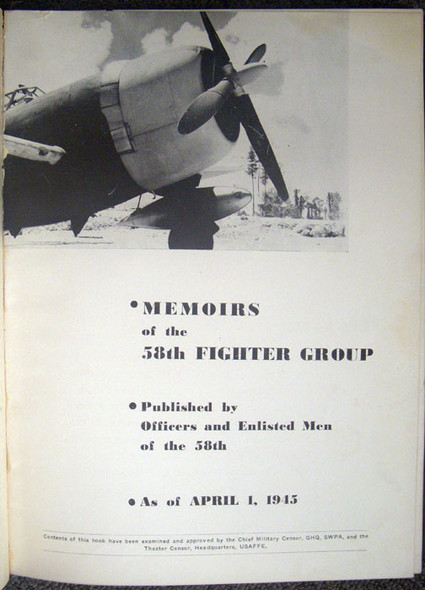 • MEMOIRS
of the
58th FIGHTER GROUP
• Published by
Officers and Enlisted Men
of the 58th
• As of APRIL 1, 1945
Contents of this book have been examined and approved by the Chief Military Censor, GHQ, SWPA, and the
Theater Censor, Headquarters, USAFFE.